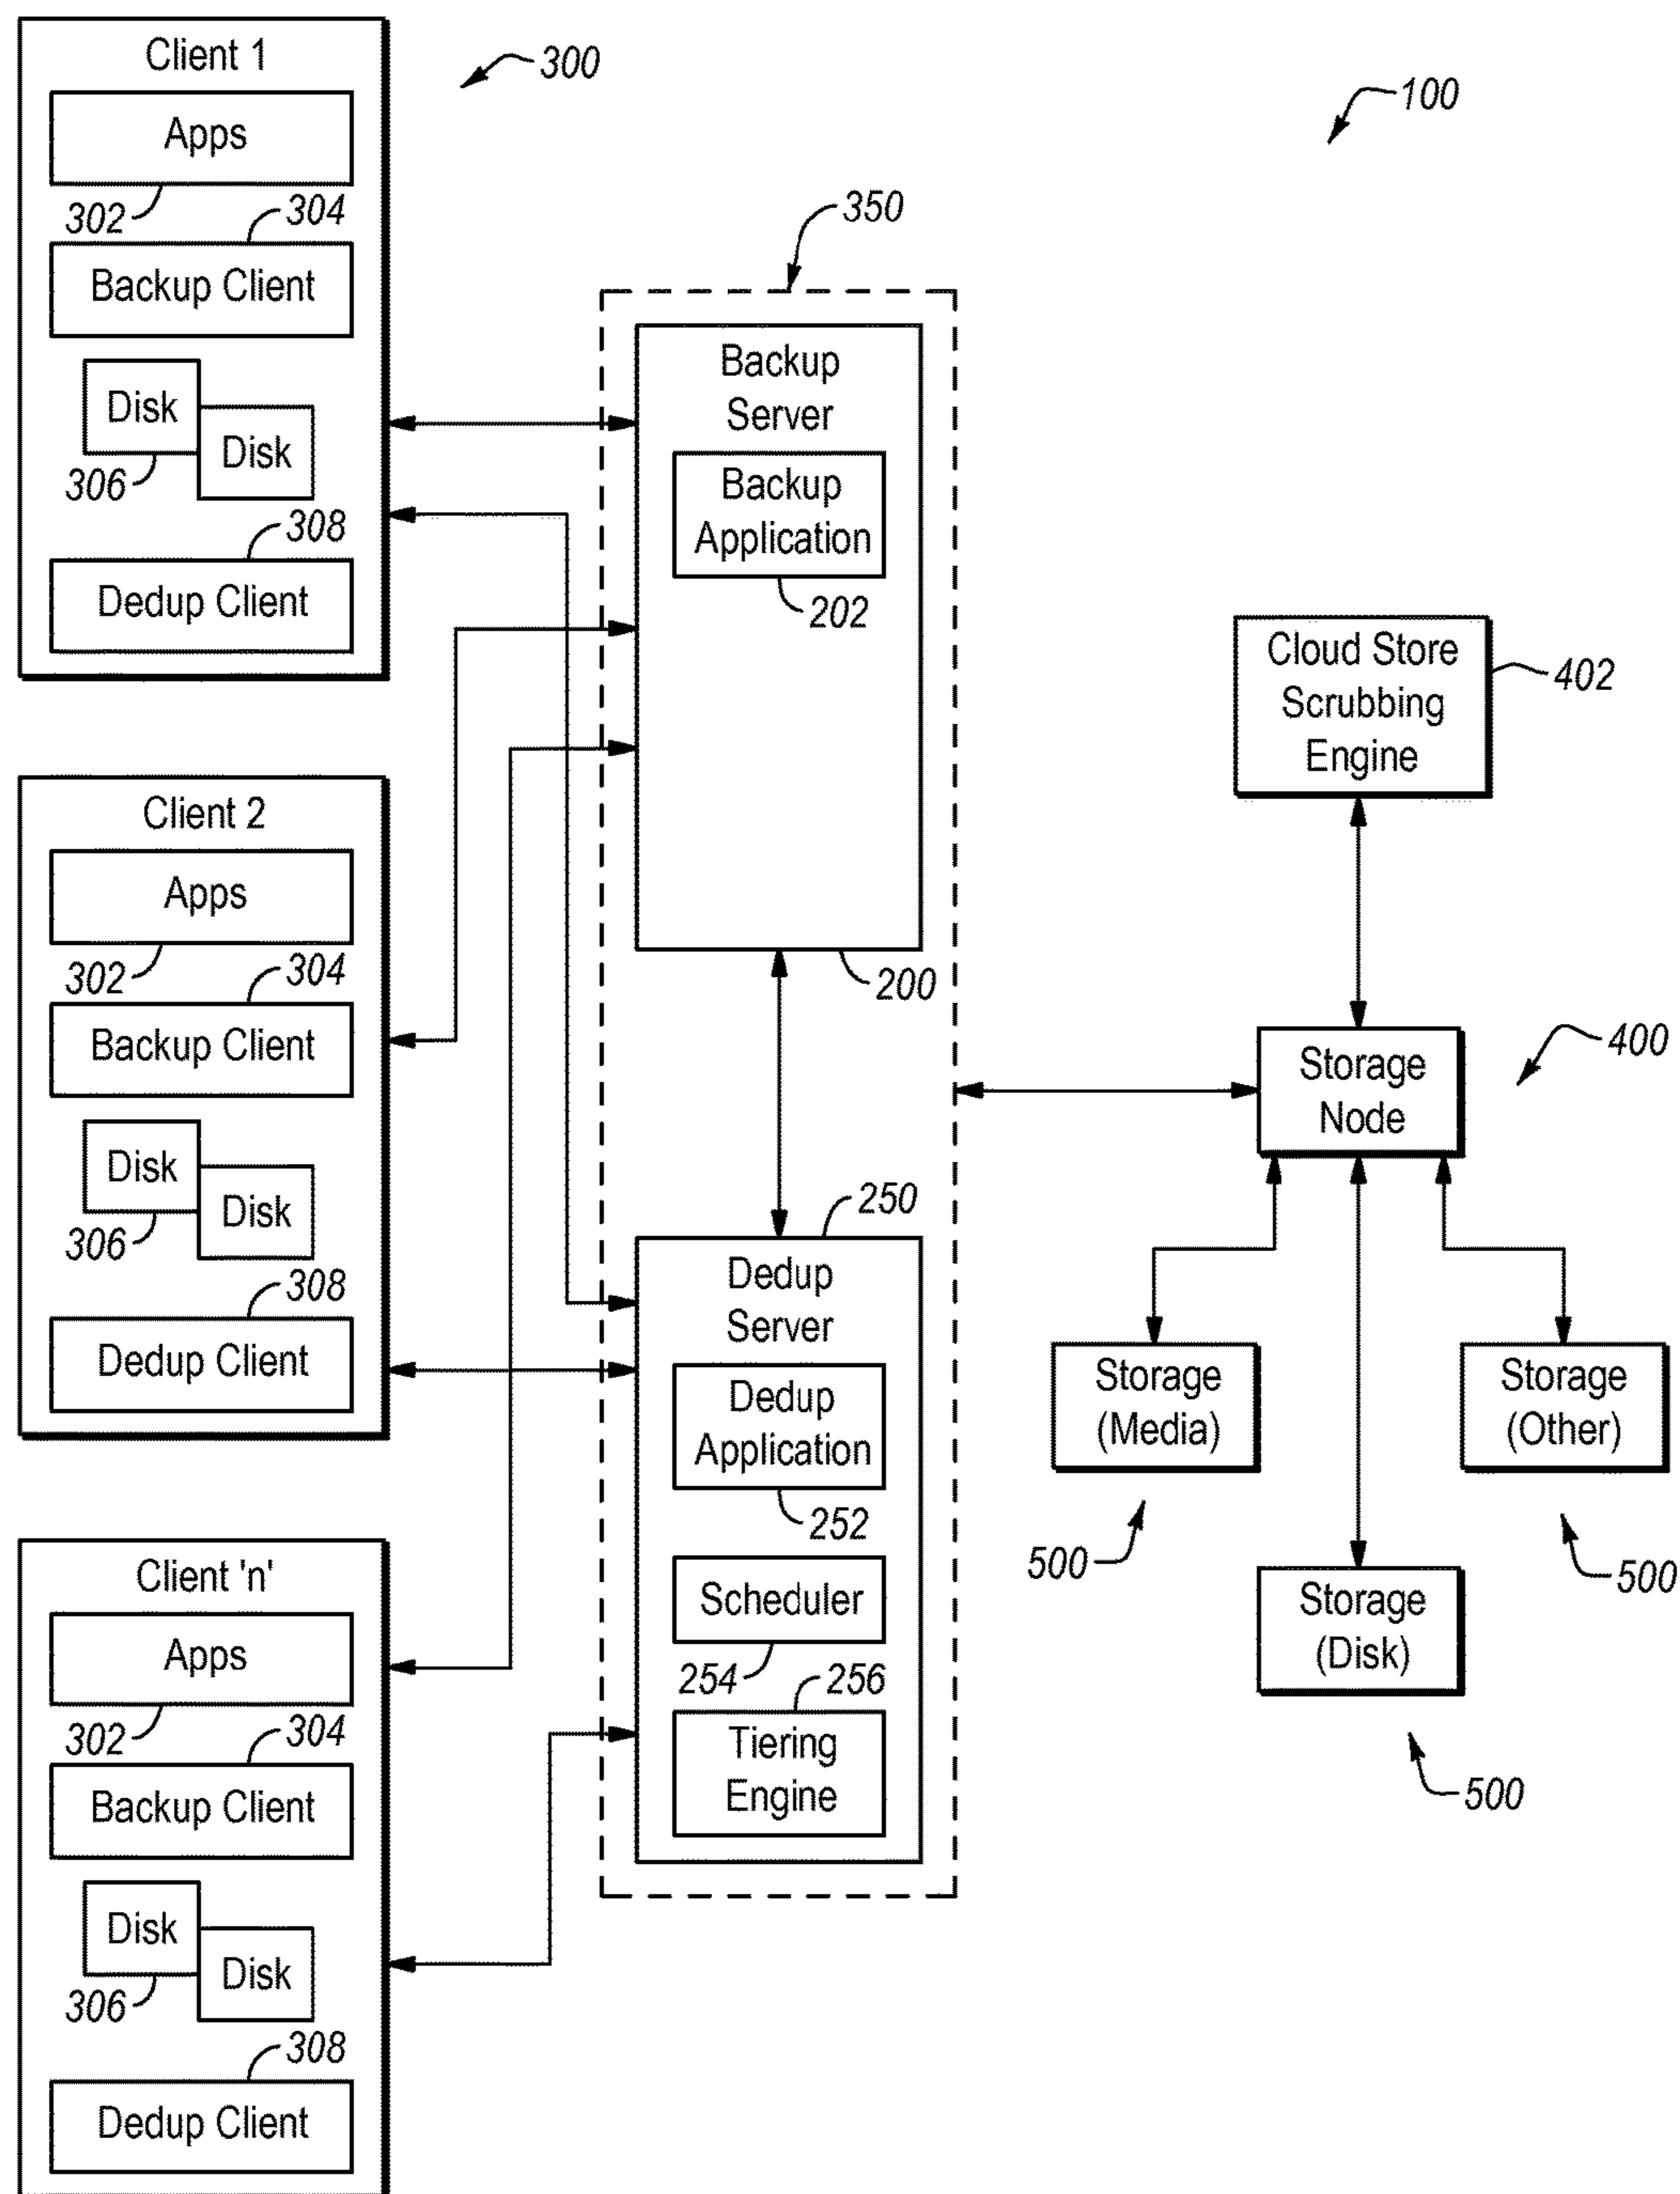 Client 1
300
Apps
302
304
Backup Client
Disk
Disk
306
308
Dedup Client
Client 2
Apps
302
304
Backup Client
Disk
Disk
306
308
Dedup Client
Client 'n'
Apps
302
304
Backup Client
Disk
Disk
306
308
Dedup Client
350
Backup
Server
Backup
Application
202
200
250
Dedup
Server
Dedup
Application
252
Scheduler
254
256
Tiering
Engine
100
Cloud Store
Scrubbing
Engine
402
Storage
Node
400
Storage
(Media)
500
Storage
(Disk)
500
Storage
(Other)
500